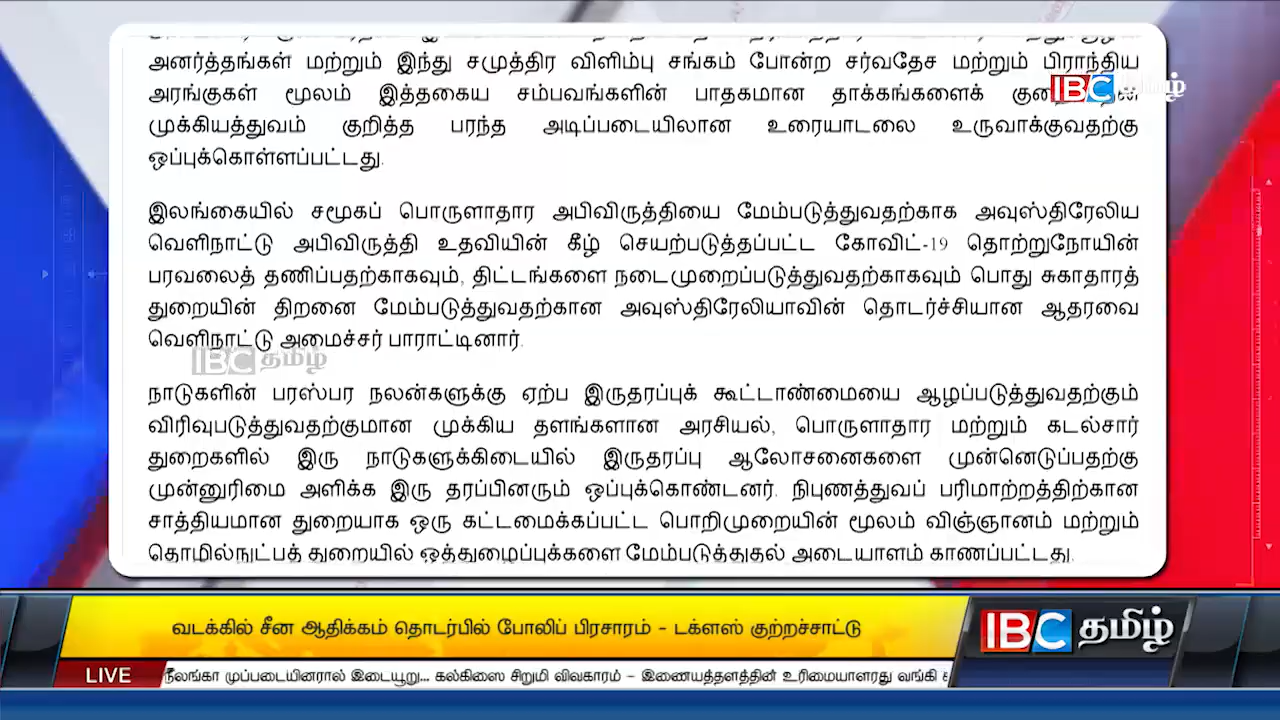 அனர்த்தங்கள் மற்றும் இந்து சமுத்திர விளிம்பு சங்கம் போன்ற சர்வதேச மற்றும் பிராந்திய
அரங்குகள் மூலம் இத்தகைய சம்பவங்களின் பாதகமான தாக்கங்களைக்
IBC தமிழ்
முக்கியத்துவம் குறித்த பரந்த அடிப்படையிலான உரையாடலை உருவாக்குவதற்கு
ஒப்புக்கொள்ளப்பட்டது.
இலங்கையில் சமூகப் பொருளாதார அபிவிருத்தியை மேம்படுத்துவதற்காக அவுஸ்திரேலிய
வெளிநாட்டு அபிவிருத்தி உதவியின் கீழ் செயற்படுத்தப்பட்ட கோவிட்-19 தொற்றுநோயின்
பரவலைத் தணிப்பதற்காகவும், திட்டங்களை நடைமுறைப்படுத்துவதற்காகவும் பொது சுகாதாரத்
துறையின் திறனை மேம்படுத்துவதற்கான அவுஸ்திரேலியாவின் தொடர்ச்சியான ஆதரவை
வெளிநாட்டு அமைச்சர் பாராட்டினார்.
IBC தமிழ்
நாடுகளின் பரஸ்பர நலன்களுக்கு ஏற்ப இருதரப்புக் கூட்டாண்மையை ஆழப்படுத்துவதற்கும்
விரிவுபடுத்துவதற்குமான முக்கிய தளங்களான அரசியல், பொருளாதார மற்றும் கடல்சார்
துறைகளில் இரு நாடுகளுக்கிடையில் இருதரப்பு ஆலோசனைகளை முன்னெடுப்பதற்கு
முன்னுரிமை அளிக்க இரு தரப்பினரும் ஒப்புக்கொண்டனர். நிபுணத்துவப் பரிமாற்றத்திற்கான
சாத்தியமான துறையாக ஒரு கட்டமைக்கப்பட்ட பொறிமுறையின் மூலம் விஞ்ஞானம் மற்றும்
தொழில்நுட்பத் துறையில் ஒத்துழைப்புக்களை மேம்படுத்துதல் அடையாளம் காணப்பட்டது.
வடக்கில் சீன ஆதிக்கம் தொடர்பில் போலிப் பிரசாரம் - டக்ளஸ் குற்றச்சாட்டு
IBC தமிழ்
LIVE
முப்படையினரால் இடையூறு... கல்கிஸை சிறுமி விவகாரம் - இணையத்தளத்தின் உரிமையாளரது வங்கி